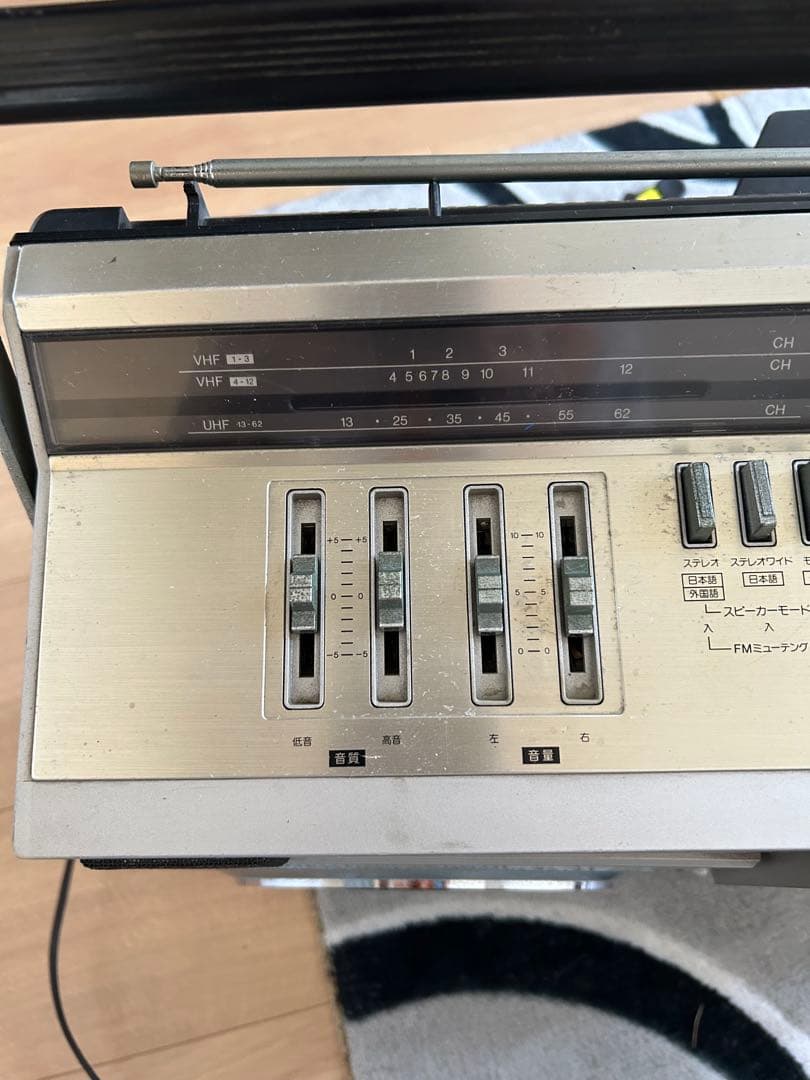 VHF 1-3 1 2 3 CH
VHF 4-12 4 5 6 7 8 9 10 11 12 CH
UHF 13-62 13 · 25 · 35 · 45 · 55 62 CH
+5 +5 10 10
0 0 5 5
-5 -5 0 0
ステレオ ステレオワイド モ
日本語 日本語
外国語
スピーカーモード
入 入
FMミューテング
低音 高音 左 右
音質 音量